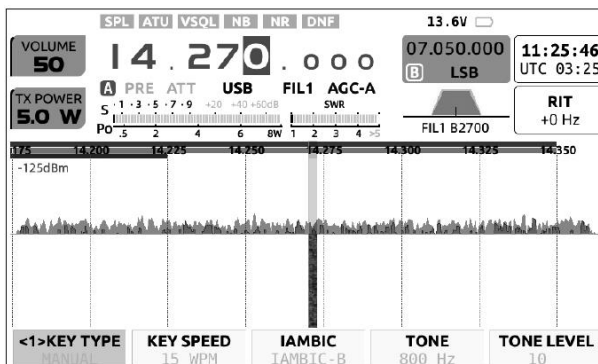 SPL ATU VSQL NB NR DNF 13.6V
VOLUME
50
14.270.000
07.050.000
B LSB
11:25:46
UTC 03:25
A PRE ATT USB FIL1 AGC-A
TX POWER
5.0 W
S ·1 ·3 ·5 ·7 ·9 +20 +40 +60dB SWR
Po .5 2 4 6 8W 1 2 3 4 >5
FIL1 B2700
RIT
+0 Hz
175 14.200 14.225 14.250 14.275 14.300 14.325 14.350
-125dBm
<1>KEY TYPE KEY SPEED IAMBIC TONE TONE LEVEL
MANUAL 15 WPM IAMBIC-B 800 Hz 10